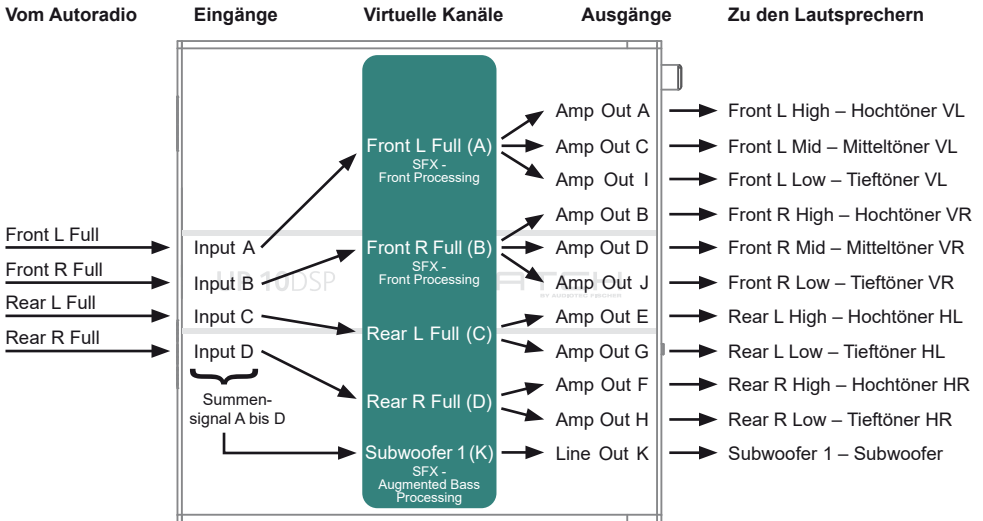 Vom Autoradio Eingänge Virtuelle Kanäle Ausgänge Zu den Lautsprechern
Amp Out A Front L High – Hochtöner VL
Front L Full (A) Amp Out C Front L Mid – Mitteltöner VL
SFX -
Front Processing
Amp Out I Front L Low – Tieftöner VL
Amp Out B Front R High – Hochtöner VR
Front L Full Input A Front R Full (B) Amp Out D Front R Mid – Mitteltöner VR
SFX -
Front Processing
Front R Full Input B Amp Out J Front R Low – Tieftöner VR
10DSP
BY AUDIOTEC FISCHER
Rear L Full Input C Amp Out E Rear L High – Hochtöner HL
Rear L Full (C)
Rear R Full Input D Amp Out G Rear L Low – Tieftöner HL
Amp Out F Rear R High – Hochtöner HR
Summen-
signal A bis D
Rear R Full (D)
Amp Out H Rear R Low – Tieftöner HR
Subwoofer 1 (K) Line Out K Subwoofer 1 – Subwoofer
SFX -
Augmented Bass
Processing